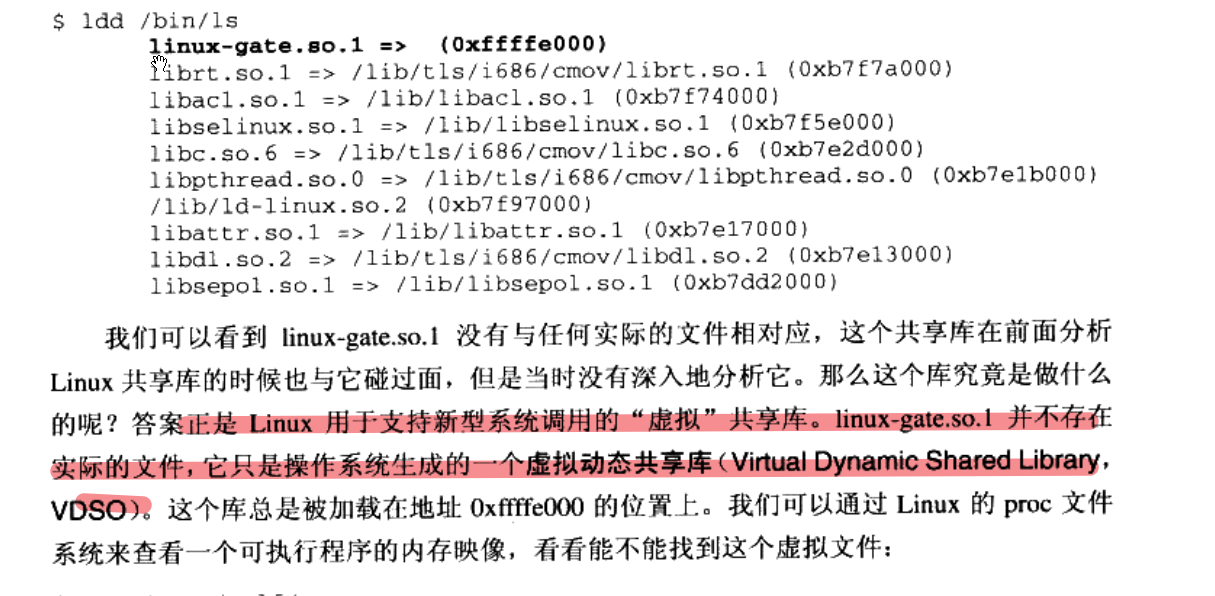 $ ldd /bin/ls
linux-gate.so.1 =>  (0xffffe000)
librt.so.1 => /lib/tls/i686/cmov/librt.so.1 (0xb7f7a000)
libacl.so.1 => /lib/libacl.so.1 (0xb7f74000)
libselinux.so.1 => /lib/libselinux.so.1 (0xb7f5e000)
libc.so.6 => /lib/tls/i686/cmov/libc.so.6 (0xb7e2d000)
libpthread.so.0 => /lib/tls/i686/cmov/libpthread.so.0 (0xb7e1b000)
/lib/ld-linux.so.2 (0xb7f97000)
libattr.so.1 => /lib/libattr.so.1 (0xb7e17000)
libdl.so.2 => /lib/tls/i686/cmov/libdl.so.2 (0xb7e13000)
libsepol.so.1 => /lib/libsepol.so.1 (0xb7dd2000)
我们可以看到 linux-gate.so.1 没有与任何实际的文件相对应，这个共享库在前面分析
Linux 共享库的时候也与它碰过面，但是当时没有深入地分析它。那么这个库究竟是做什么
的呢？答案正是 Linux 用于支持新型系统调用的“虚拟”共享库。linux-gate.so.1 并不存在
实际的文件，它只是操作系统生成的一个虚拟动态共享库（Virtual Dynamic Shared Library，
VDSO）。这个库总是被加载在地址 0xffffe000 的位置上。我们可以通过 Linux 的 proc 文件
系统来查看一个可执行程序的内存映像，看看能不能找到这个虚拟文件：